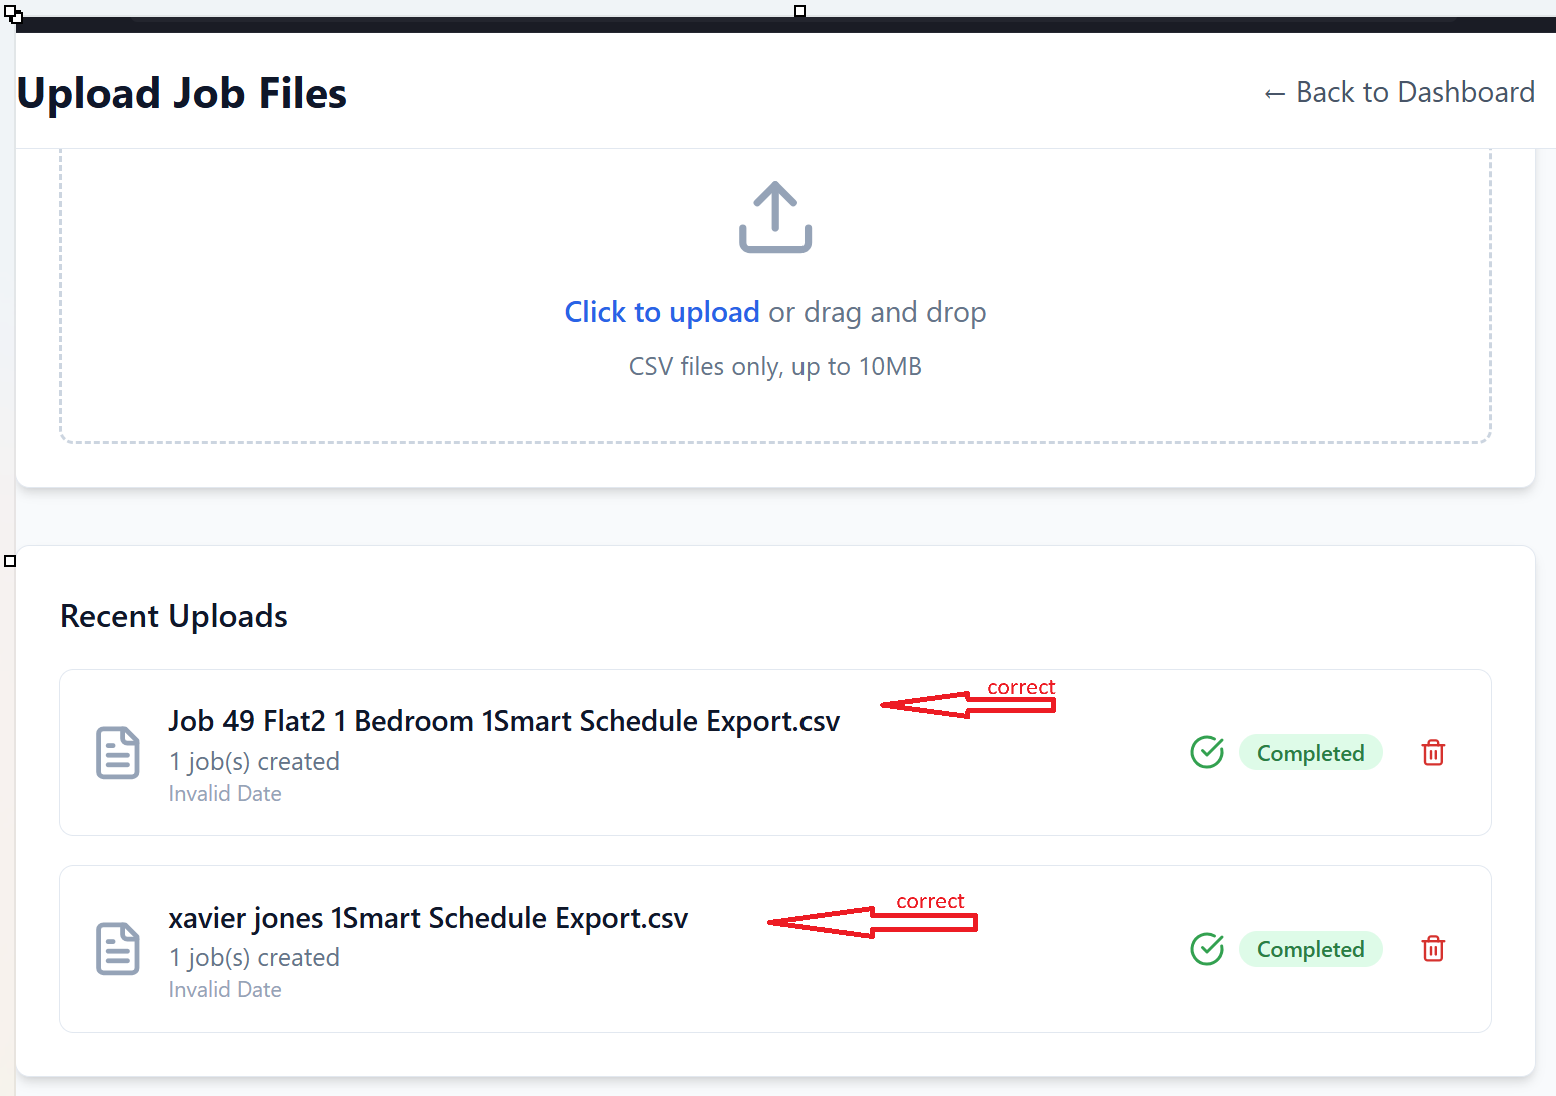 Upload Job Files
← Back to Dashboard
Click to upload or drag and drop
CSV files only, up to 10MB
Recent Uploads
correct
Job 49 Flat2 1 Bedroom 1Smart Schedule Export.csv
1 job(s) created
Invalid Date
Completed
correct
xavier jones 1Smart Schedule Export.csv
1 job(s) created
Invalid Date
Completed